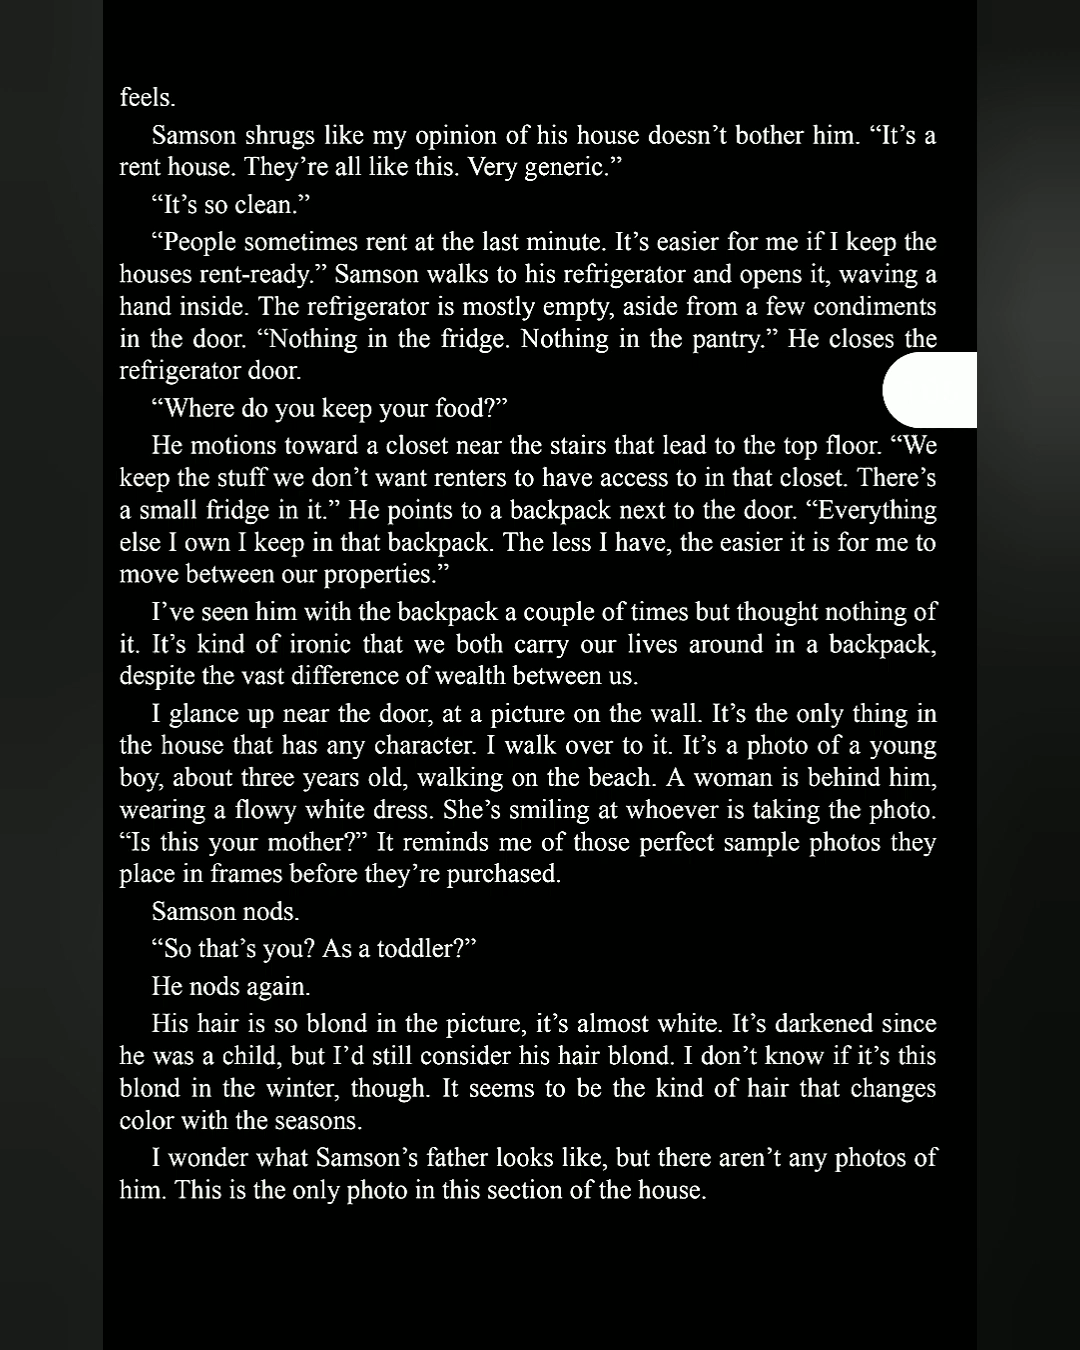 feels.
Samson shrugs like my opinion of his house doesn’t bother him. “It’s a
rent house. They’re all like this. Very generic.”
“It’s so clean.”
“People sometimes rent at the last minute. It’s easier for me if I keep the
houses rent-ready.” Samson walks to his refrigerator and opens it, waving a
hand inside. The refrigerator is mostly empty, aside from a few condiments
in the door. “Nothing in the fridge. Nothing in the pantry.” He closes the
refrigerator door.
“Where do you keep your food?”
He motions toward a closet near the stairs that lead to the top floor. “We
keep the stuff we don’t want renters to have access to in that closet. There’s
a small fridge in it.” He points to a backpack next to the door. “Everything
else I own I keep in that backpack. The less I have, the easier it is for me to
move between our properties.”
I’ve seen him with the backpack a couple of times but thought nothing of
it. It’s kind of ironic that we both carry our lives around in a backpack,
despite the vast difference of wealth between us.
I glance up near the door, at a picture on the wall. It’s the only thing in
the house that has any character. I walk over to it. It’s a photo of a young
boy, about three years old, walking on the beach. A woman is behind him,
wearing a flowy white dress. She’s smiling at whoever is taking the photo.
“Is this your mother?” It reminds me of those perfect sample photos they
place in frames before they’re purchased.
Samson nods.
“So that’s you? As a toddler?”
He nods again.
His hair is so blond in the picture, it’s almost white. It’s darkened since
he was a child, but I’d still consider his hair blond. I don’t know if it’s this
blond in the winter, though. It seems to be the kind of hair that changes
color with the seasons.
I wonder what Samson’s father looks like, but there aren’t any photos of
him. This is the only photo in this section of the house.